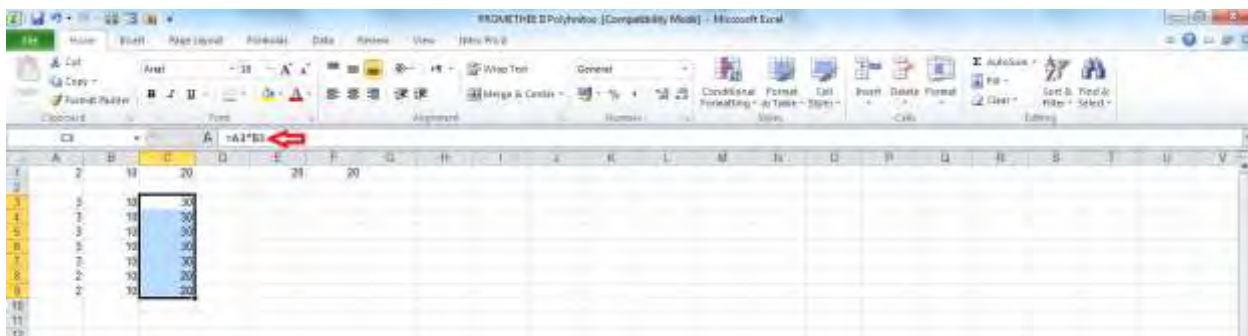 PROMETHEE II Polyhnitos [Compatibility Mode] - Microsoft Excel
File Home Insert Page Layout Formulas Data Review View
Cut
Copy
Format Painter
Arial
B I U
Wrap Text
Merge & Center
General
%
Conditional Formatting
Format as Table
Cell Styles
Insert Delete Format
Σ AutoSum
Fill
Clear
Sort & Filter
Find & Select
Clipboard Font Alignment Number Styles Cells Editing
C3 =A3*B3
A B C D E F G H I J K L M N O P Q R S T U V
1 2 10 20 20 20
2
3 3 10 30
4 3 10 30
5 3 10 30
6 3 10 30
7 3 10 30
8 2 10 20
9 2 10 20
10
11
12